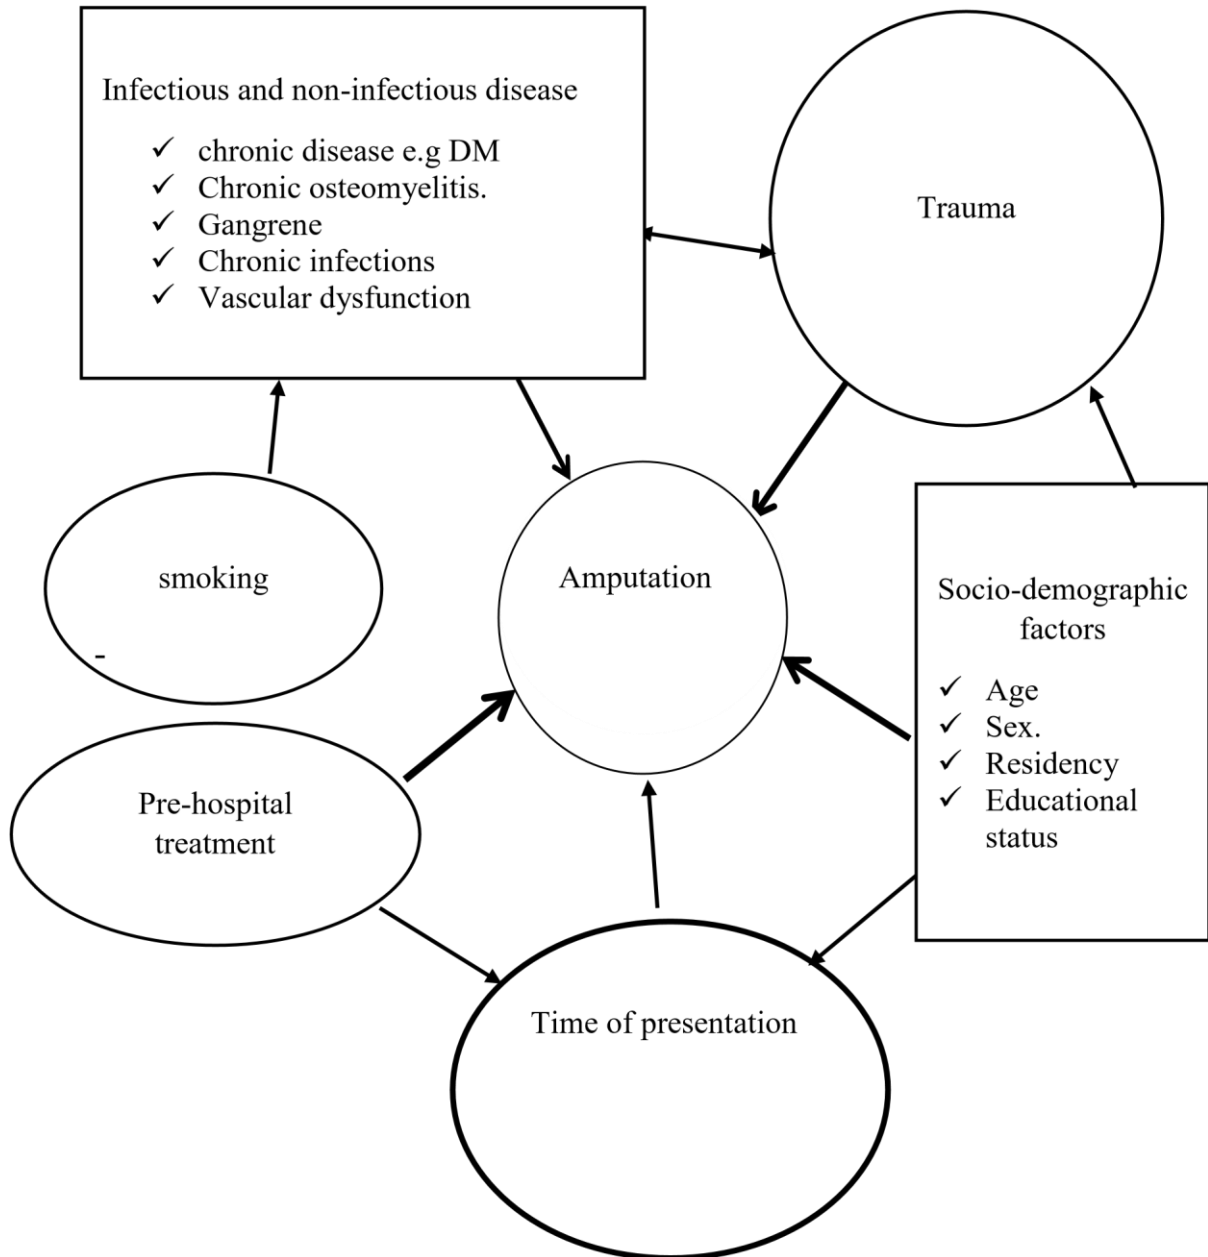 Infectious and non-infectious disease
✓ chronic disease e.g DM
✓ Chronic osteomyelitis.
✓ Gangrene
✓ Chronic infections
✓ Vascular dysfunction
Trauma
smoking
-
Amputation
Socio-demographic
factors
✓ Age
✓ Sex.
✓ Residency
✓ Educational
status
Pre-hospital
treatment
Time of presentation